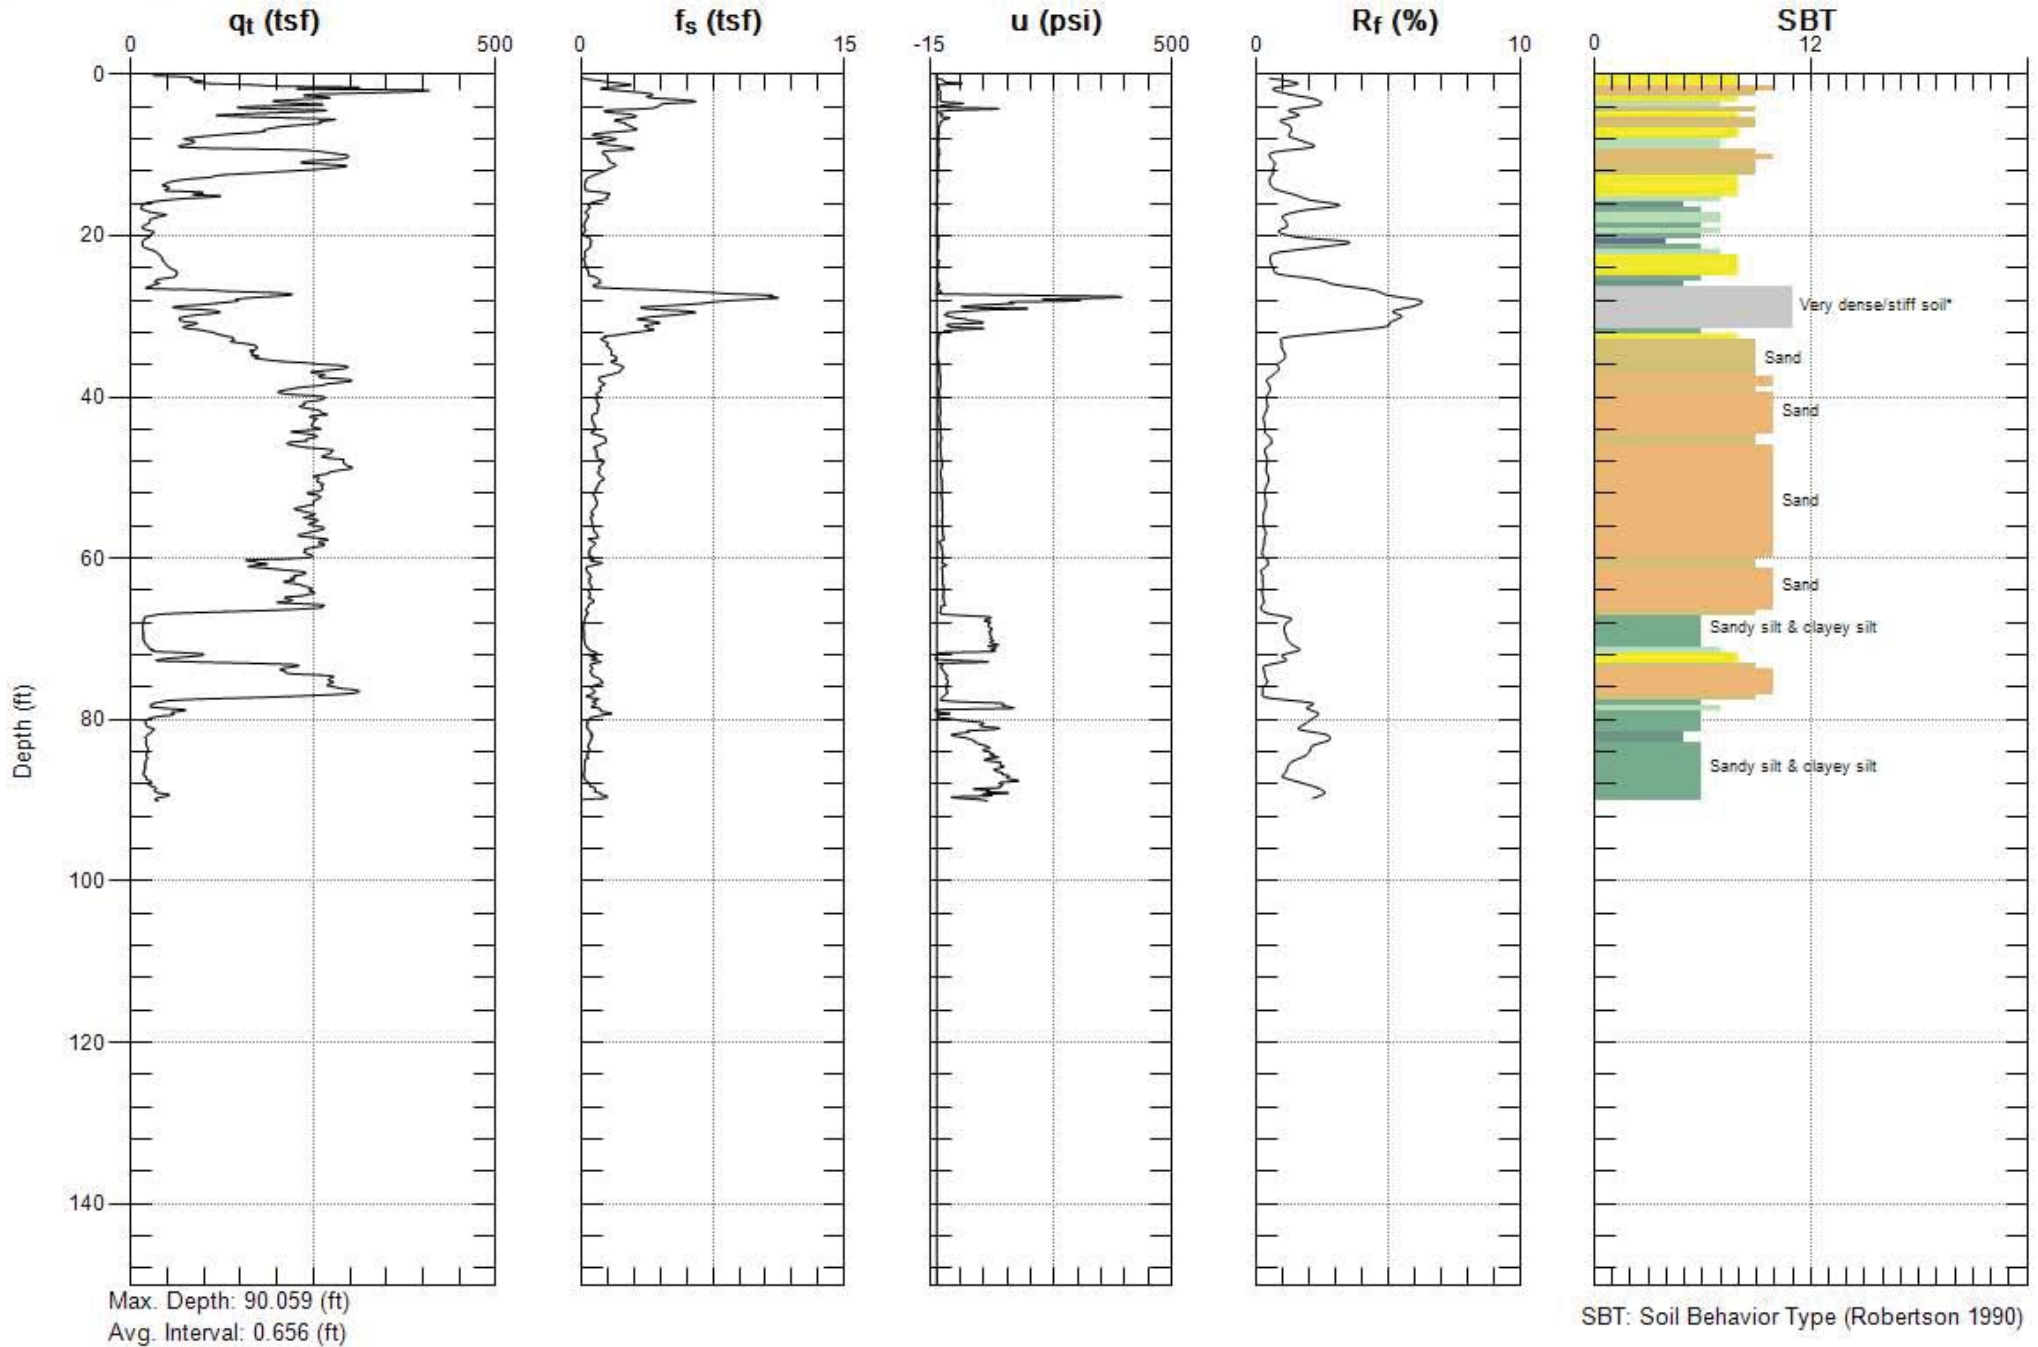 qt (tsf) fs (tsf) u (psi) Rf (%) SBT
0 500 0 15 -15 500 0 10 0 12
0
20
Very dense/stiff soil*
Sand
40
Sand
Sand
60
Sand
Sandy silt & clayey silt
80
Sandy silt & clayey silt
100
120
140
Depth (ft)
Max. Depth: 90.059 (ft)
Avg. Interval: 0.656 (ft)
SBT: Soil Behavior Type (Robertson 1990)